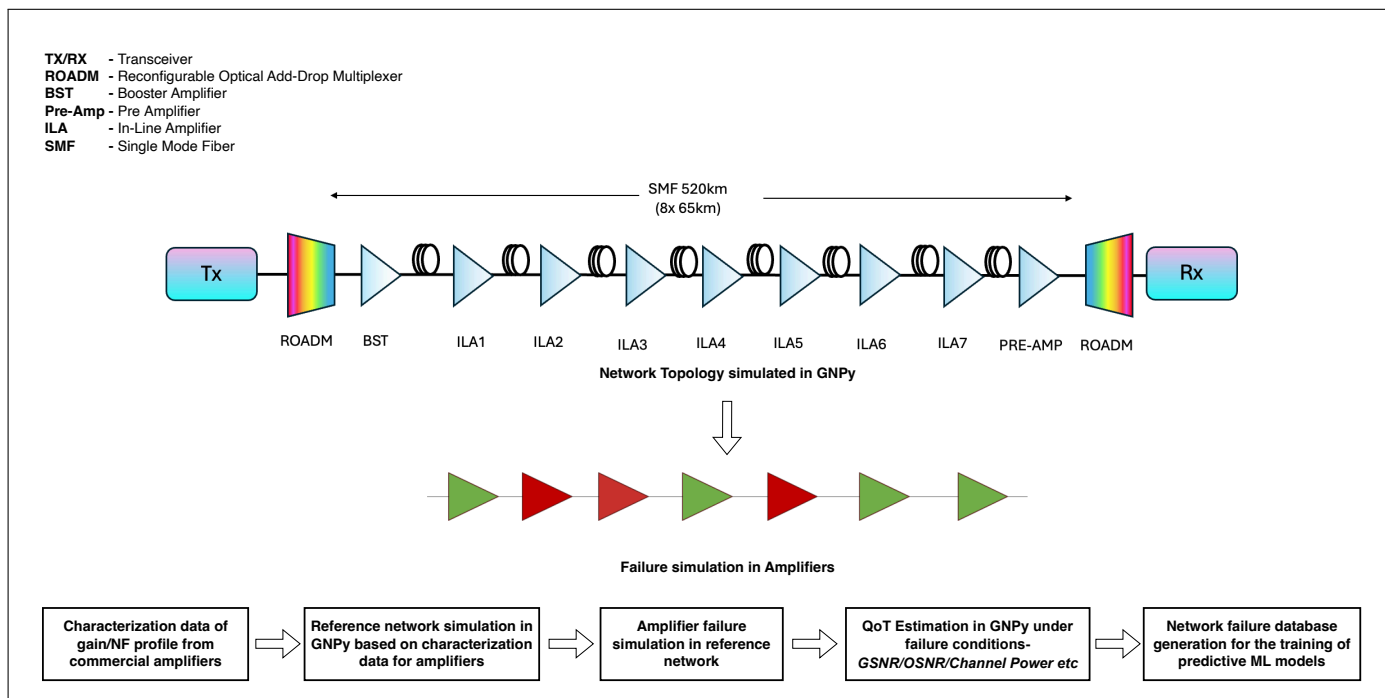 TX/RX - Transceiver
ROADM - Reconfigurable Optical Add-Drop Multiplexer
BST - Booster Amplifier
Pre-Amp - Pre Amplifier
ILA - In-Line Amplifier
SMF - Single Mode Fiber
SMF 520km
(8x 65km)
Tx
Rx
ROADM BST ILA1 ILA2 ILA3 ILA4 ILA5 ILA6 ILA7 PRE-AMP ROADM
Network Topology simulated in GNPy
Failure simulation in Amplifiers
Characterization data of
gain/NF profile from
commercial amplifiers
Reference network simulation in
GNPy based on characterization
data for amplifiers
Amplifier failure
simulation in reference
network
QoT Estimation in GNPy under
failure conditions-
GSNR/OSNR/Channel Power etc
Network failure database
generation for the training of
predictive ML models